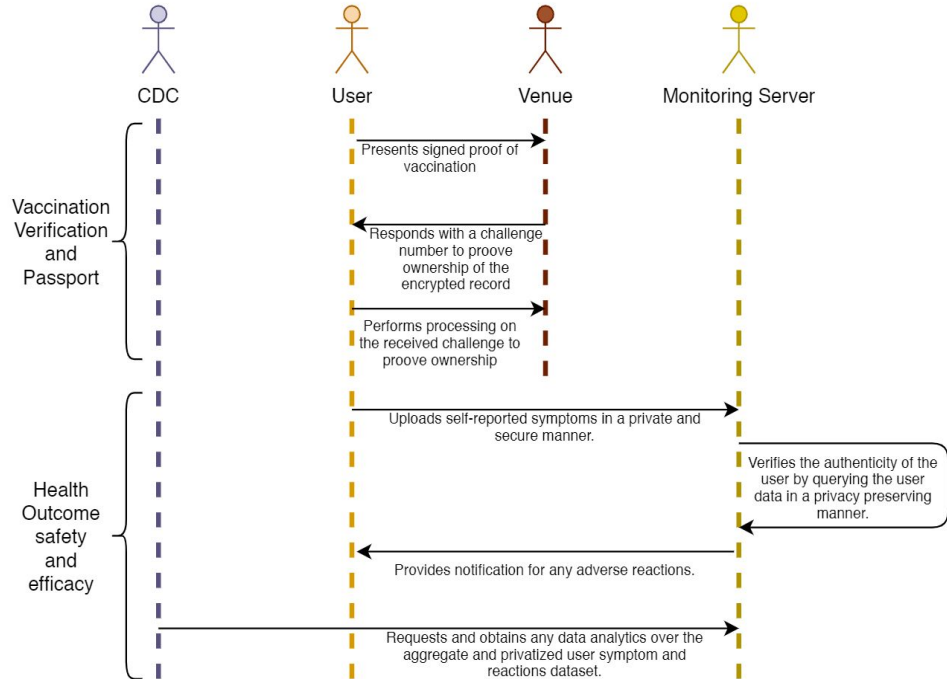 CDC
User
Venue
Monitoring Server
Vaccination
Verification
and
Passport
Presents signed proof of
vaccination
Responds with a challenge
number to proove
ownership of the
encrypted record
Performs processing on
the received challenge to
proove ownership
Health
Outcome
safety
and
efficacy
Uploads self-reported symptoms in a private and
secure manner.
Verifies the authenticity of the
user by querying the user
data in a privacy preserving
manner.
Provides notification for any adverse reactions.
Requests and obtains any data analytics over the
aggregate and privatized user symptom and
reactions dataset.